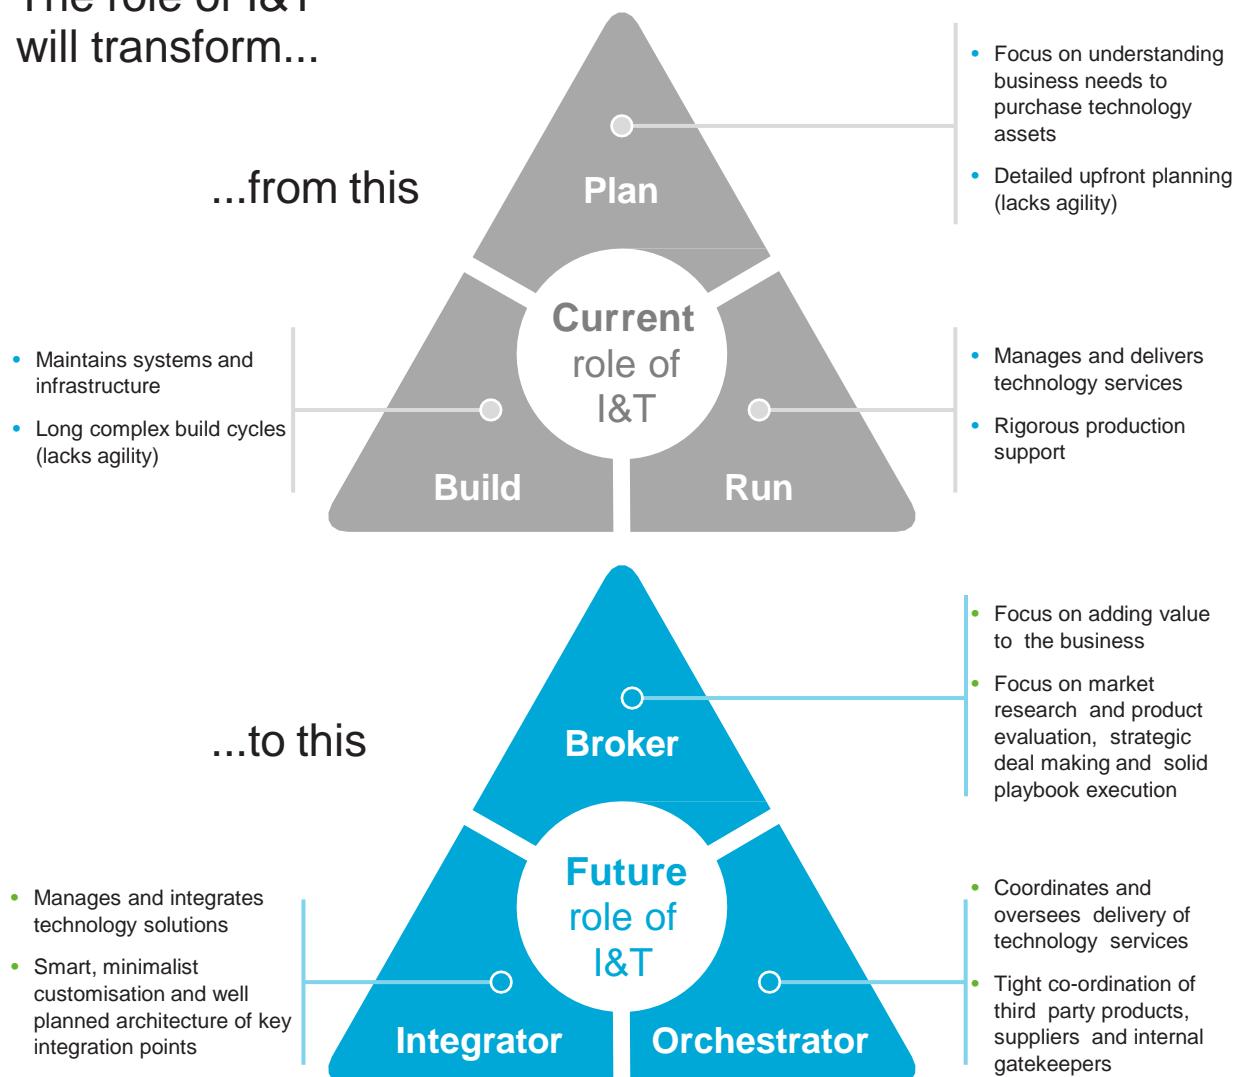 The role of I&T
will transform...
...from this
Plan
• Focus on understanding
business needs to
purchase technology
assets
• Detailed upfront planning
(lacks agility)
Current
role of
I&T
• Maintains systems and
infrastructure
• Long complex build cycles
(lacks agility)
Build
Run
• Manages and delivers
technology services
• Rigorous production
support
...to this
Broker
• Focus on adding value
to the business
• Focus on market
research and product
evaluation, strategic
deal making and solid
playbook execution
Future
role of
I&T
• Manages and integrates
technology solutions
• Smart, minimalist
customisation and well
planned architecture of key
integration points
Integrator
Orchestrator
• Coordinates and
oversees delivery of
technology services
• Tight co-ordination of
third party products,
suppliers and internal
gatekeepers